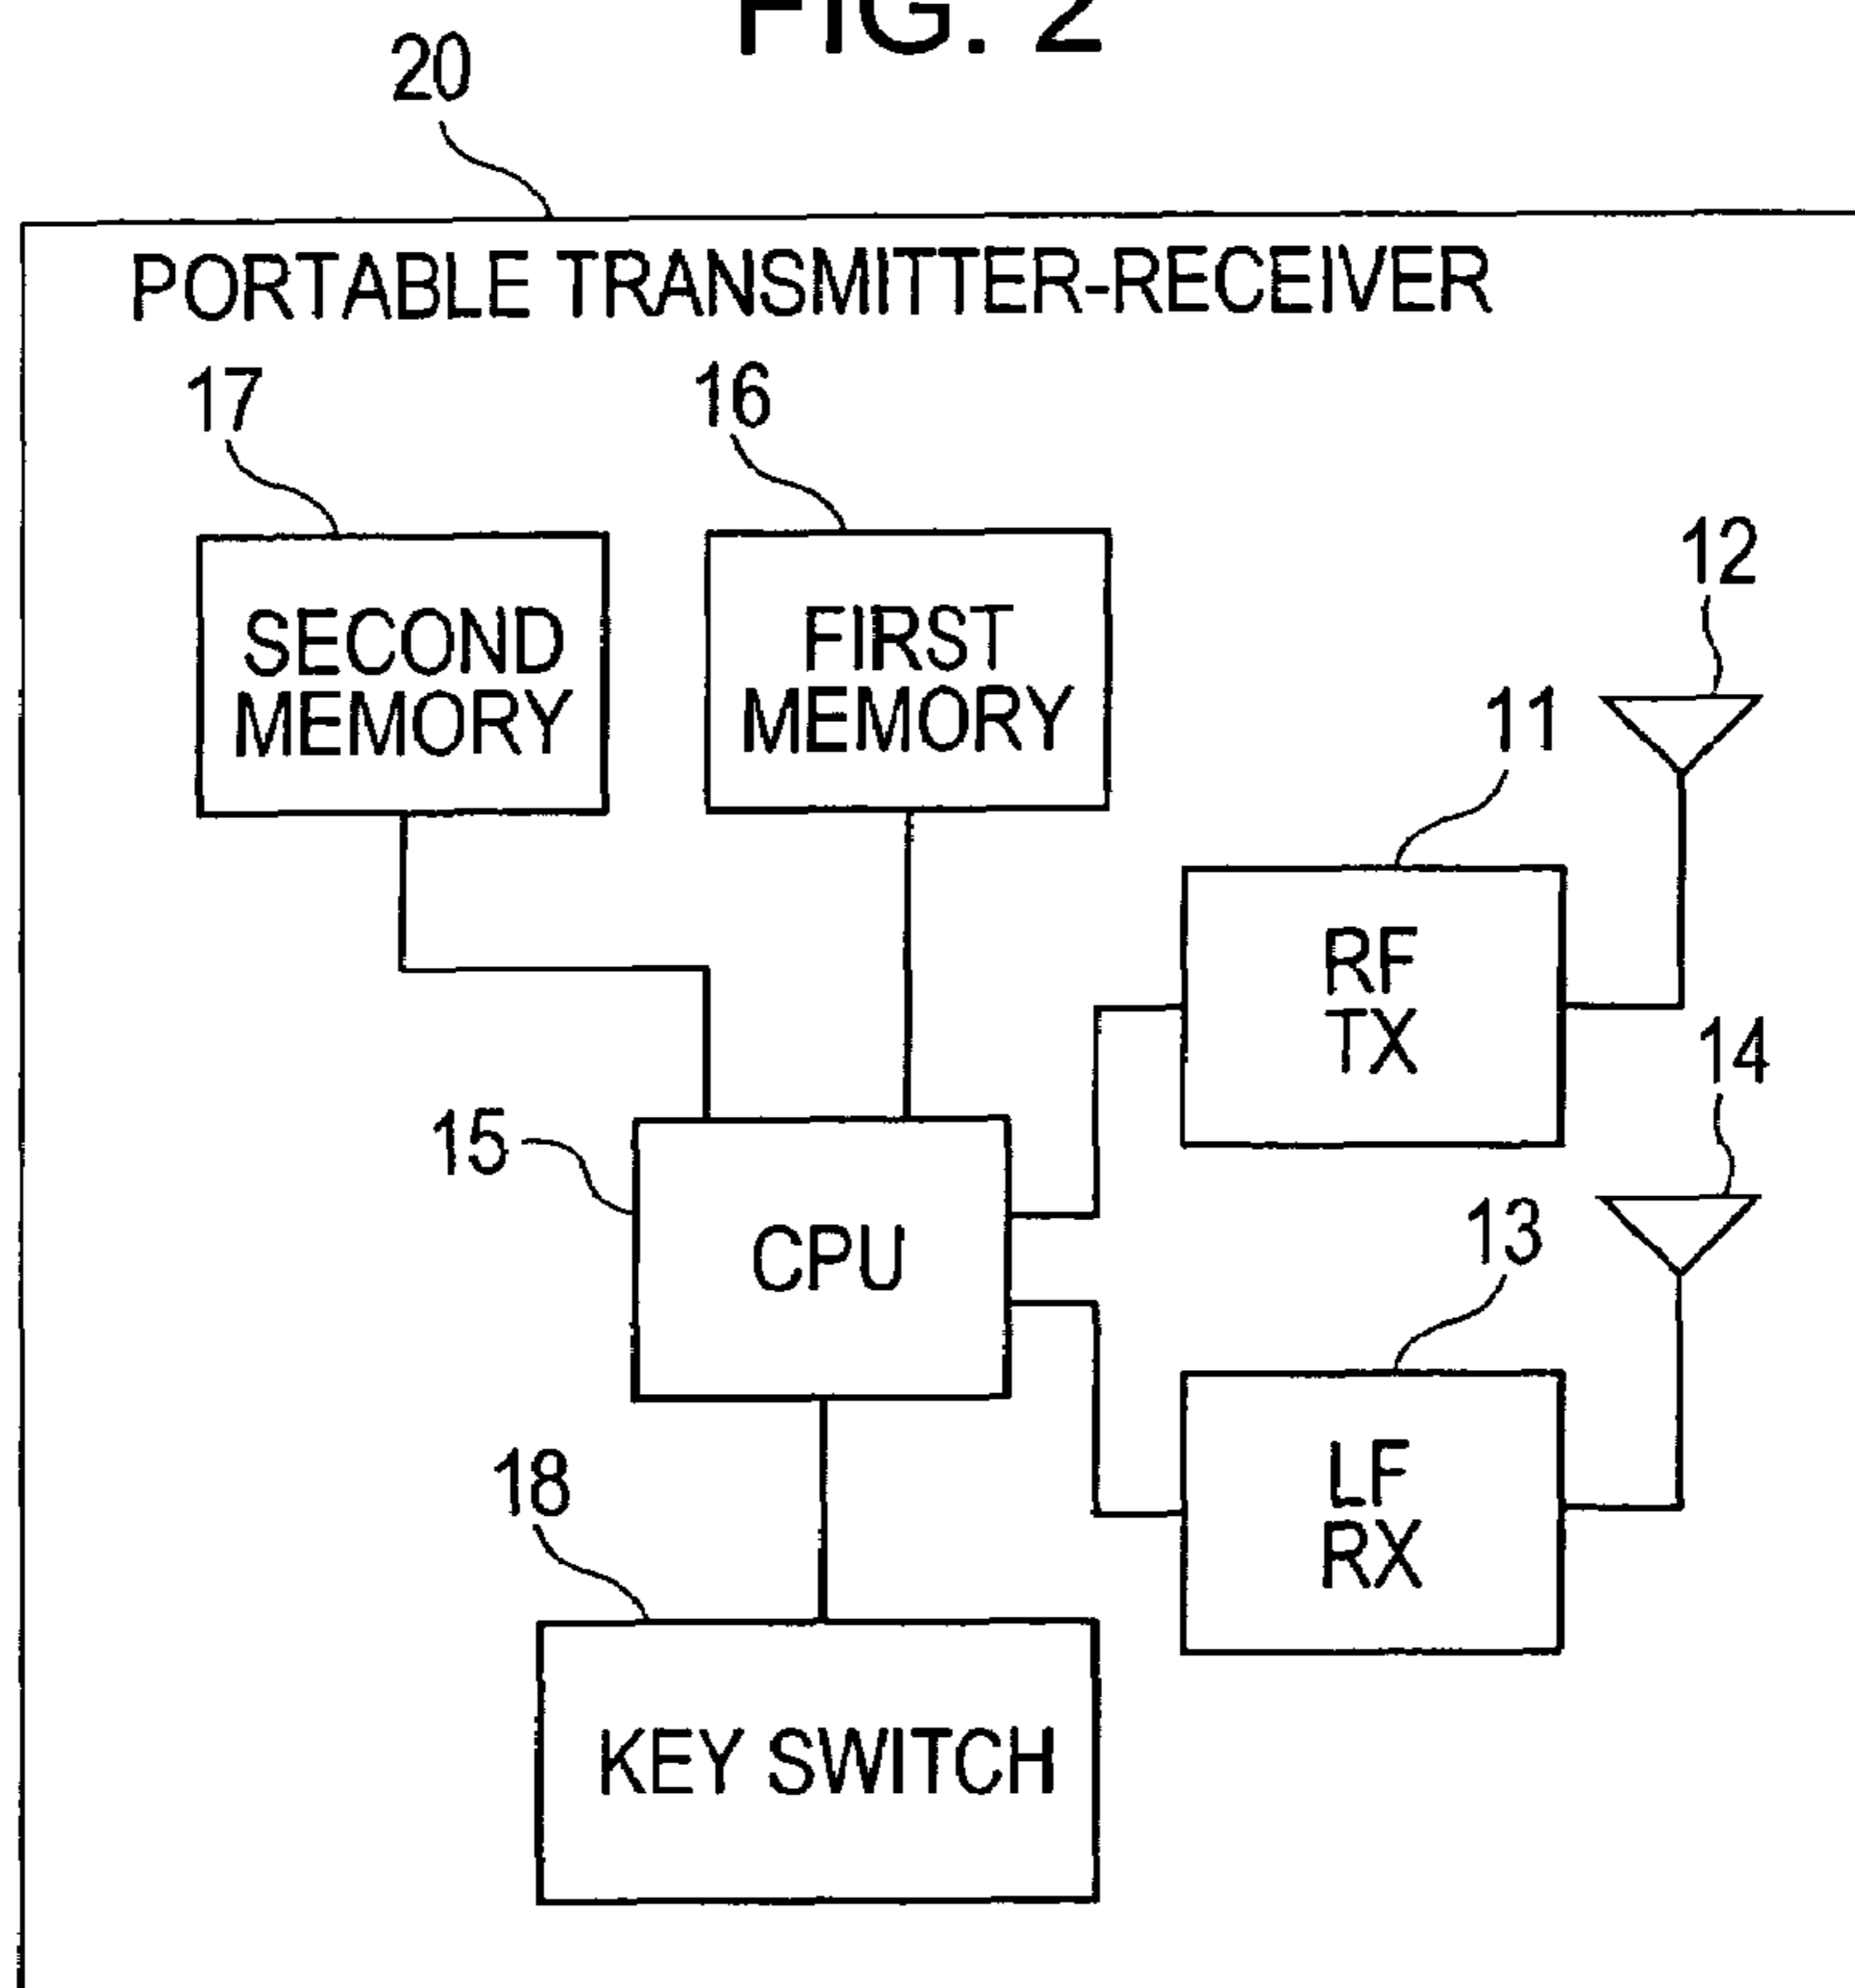 FIG. 2
20
PORTABLE TRANSMITTER-RECEIVER
17
16
SECOND
MEMORY
FIRST
MEMORY
12
11
RF
TX
14
15
CPU
13
LF
RX
18
KEY SWITCH